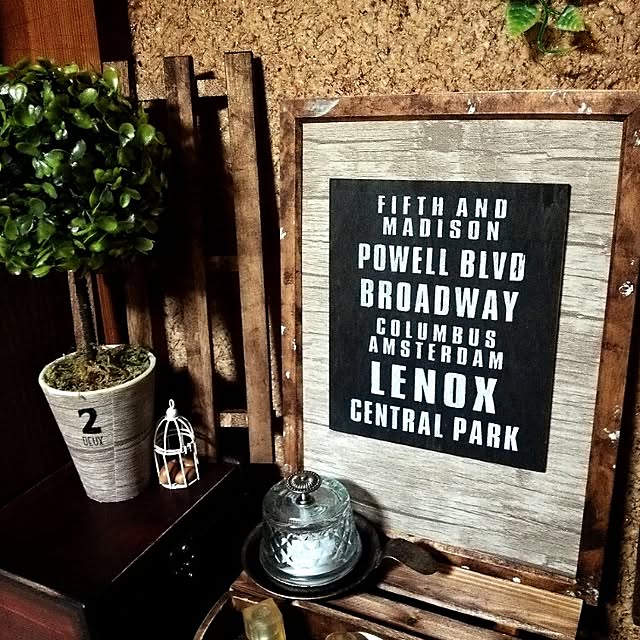 FIFTH AND
MADISON
POWELL BLVD
BROADWAY
COLUMBUS
AMSTERDAM
LENOX
CENTRAL PARK
2
DEUX